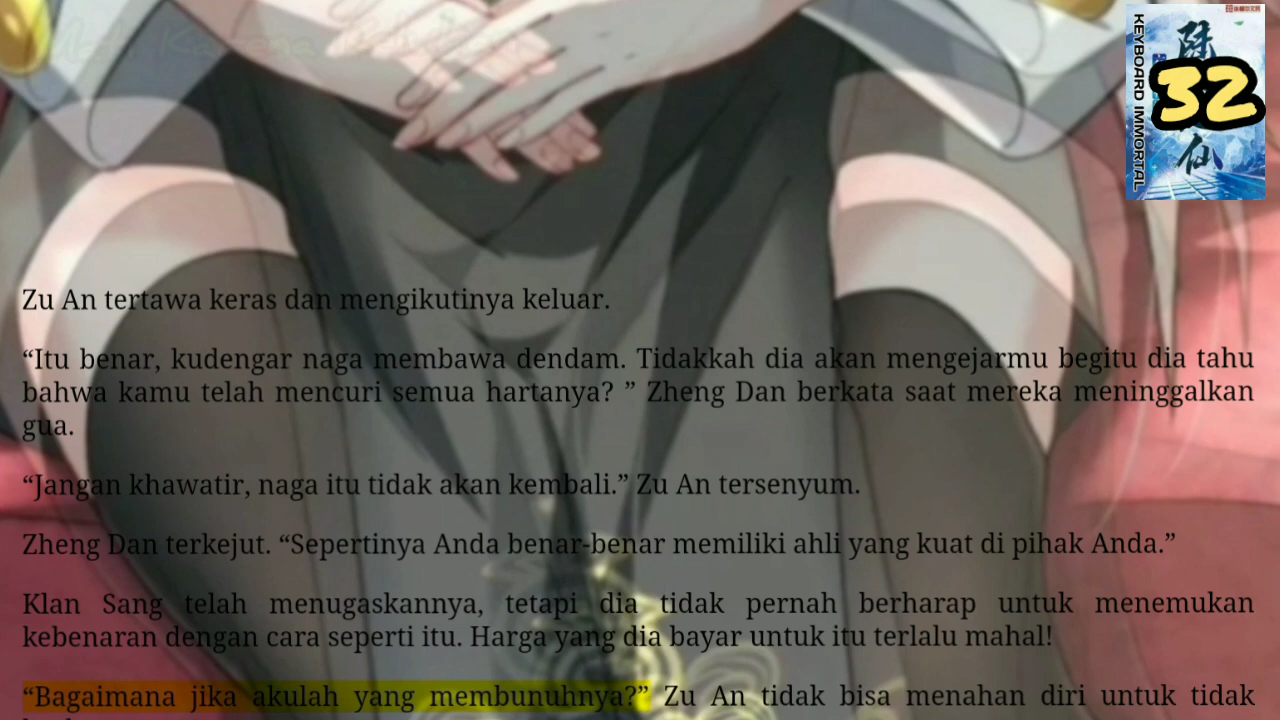 KEYBOARD IMMORTAL
32
仙
Zu An tertawa keras dan mengikutinya keluar.
“Itu benar, kudengar naga membawa dendam. Tidakkah dia akan mengejarmu begitu dia tahu
bahwa kamu telah mencuri semua hartanya? ” Zheng Dan berkata saat mereka meninggalkan
gua.
“Jangan khawatir, naga itu tidak akan kembali.” Zu An tersenyum.
Zheng Dan terkejut. “Sepertinya Anda benar-benar memiliki ahli yang kuat di pihak Anda.”
Klan Sang telah menugaskannya, tetapi dia tidak pernah berharap untuk menemukan
kebenaran dengan cara seperti itu. Harga yang dia bayar untuk itu terlalu mahal!
“Bagaimana jika akulah yang membunuhnya?” Zu An tidak bisa menahan diri untuk tidak